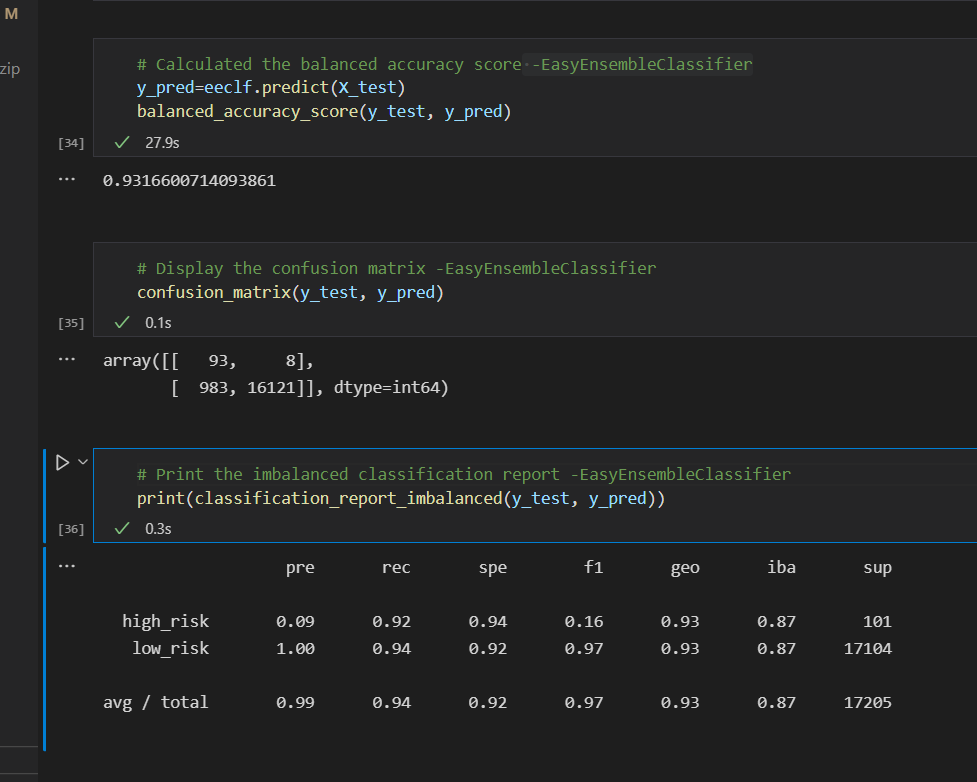 M
zip
# Calculated the balanced accuracy score -EasyEnsembleClassifier
y_pred=eeclf.predict(X_test)
balanced_accuracy_score(y_test, y_pred)
[34] 27.9s
... 0.9316600714093861
# Display the confusion matrix -EasyEnsembleClassifier
confusion_matrix(y_test, y_pred)
[35] 0.1s
... array([[   93,     8],
       [  983, 16121]], dtype=int64)
# Print the imbalanced classification report -EasyEnsembleClassifier
print(classification_report_imbalanced(y_test, y_pred))
[36] 0.3s
... pre rec spe f1 geo iba sup
high_risk 0.09 0.92 0.94 0.16 0.93 0.87 101
low_risk 1.00 0.94 0.92 0.97 0.93 0.87 17104
avg / total 0.99 0.94 0.92 0.97 0.93 0.87 17205